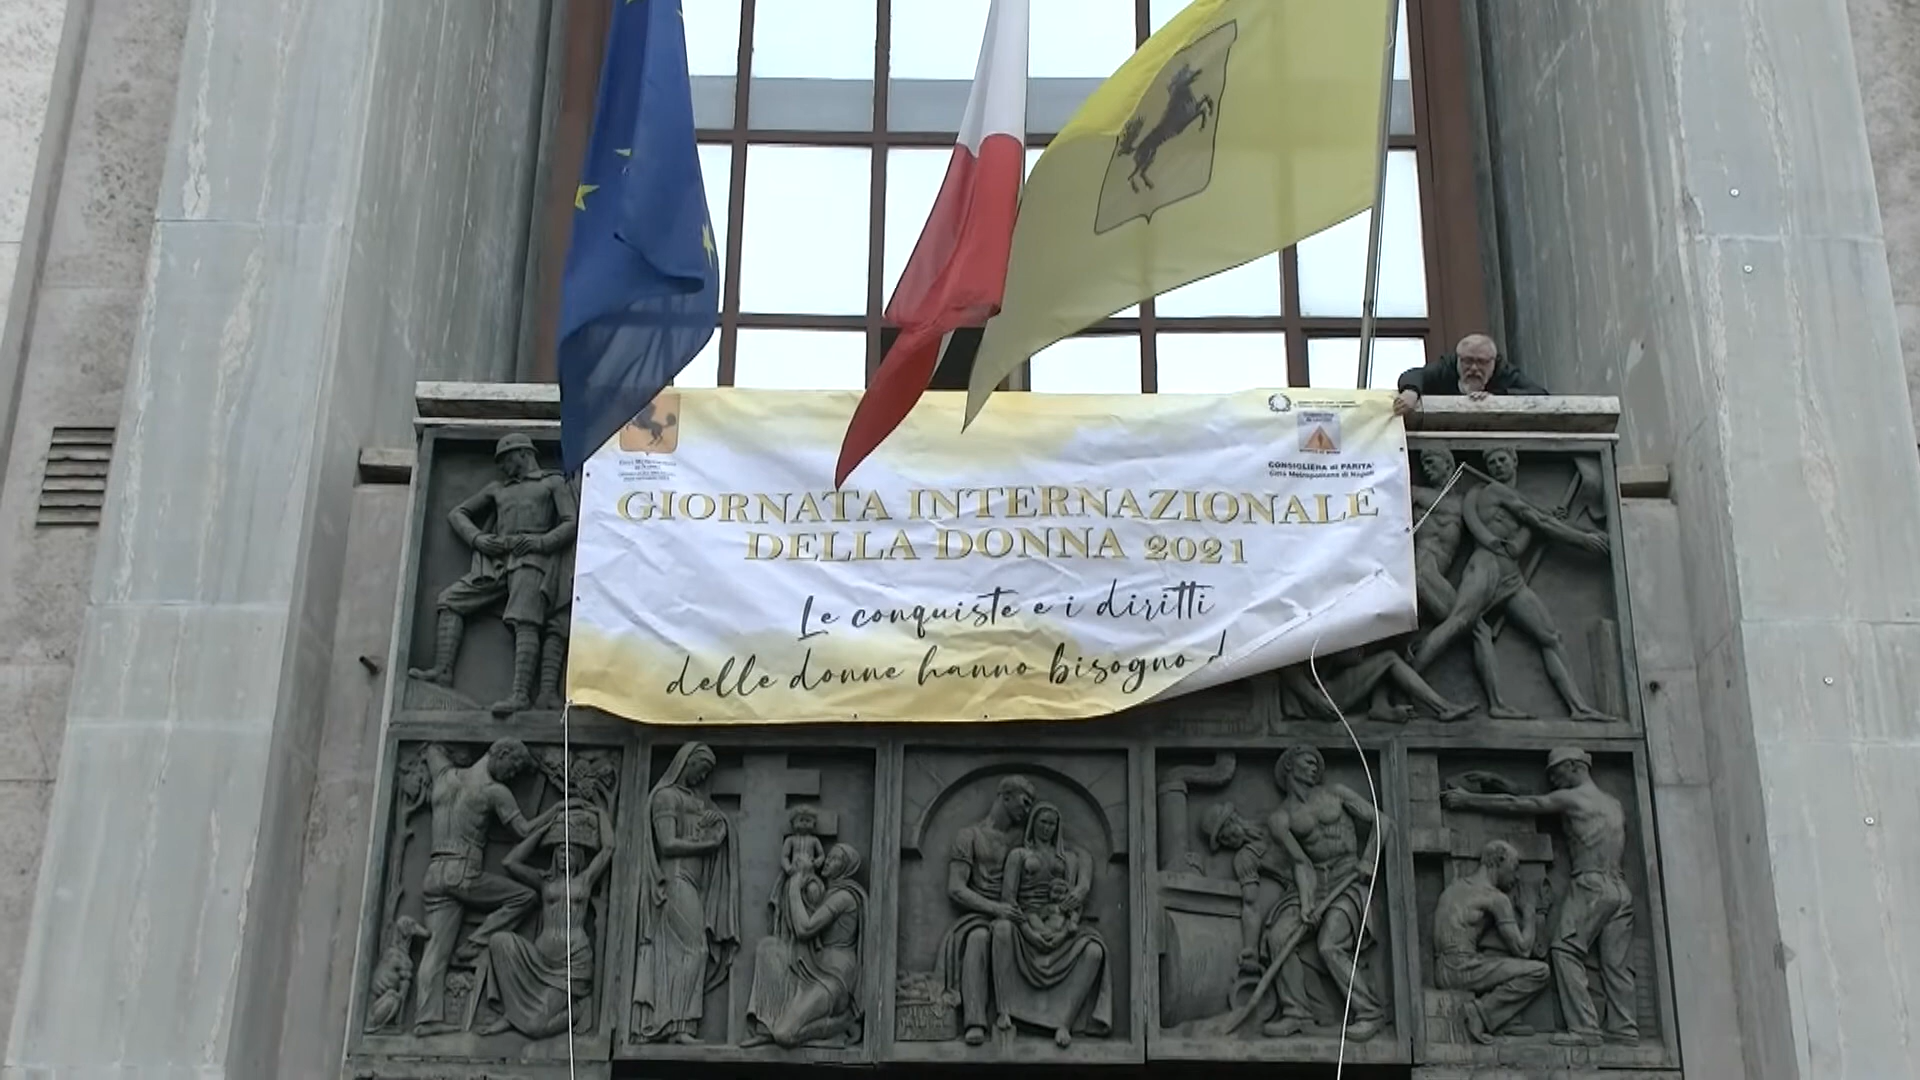 CONSIGLIERA di PARITA'
Città Metropolitana di Napoli
GIORNATA INTERNAZIONALE
DELLA DONNA 2021
Le conquiste e i diritti
delle donne hanno bisogno d